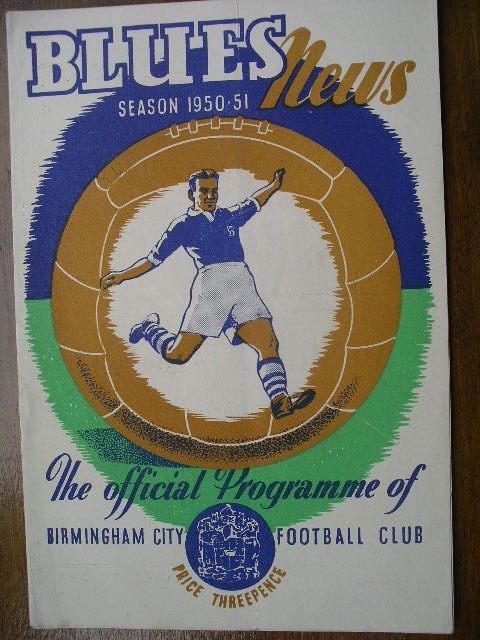 BLUES News
SEASON 1950-51
The official Programme of
BIRMINGHAM CITY FOOTBALL CLUB
PRICE THREEPENCE